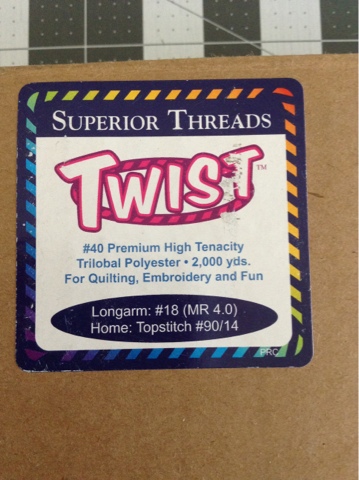 SUPERIOR THREADS
TWIST™
#40 Premium High Tenacity
Trilobal Polyester • 2,000 yds.
For Quilting, Embroidery and Fun
Longarm: #18 (MR 4.0)
Home: Topstitch #90/14
PRC